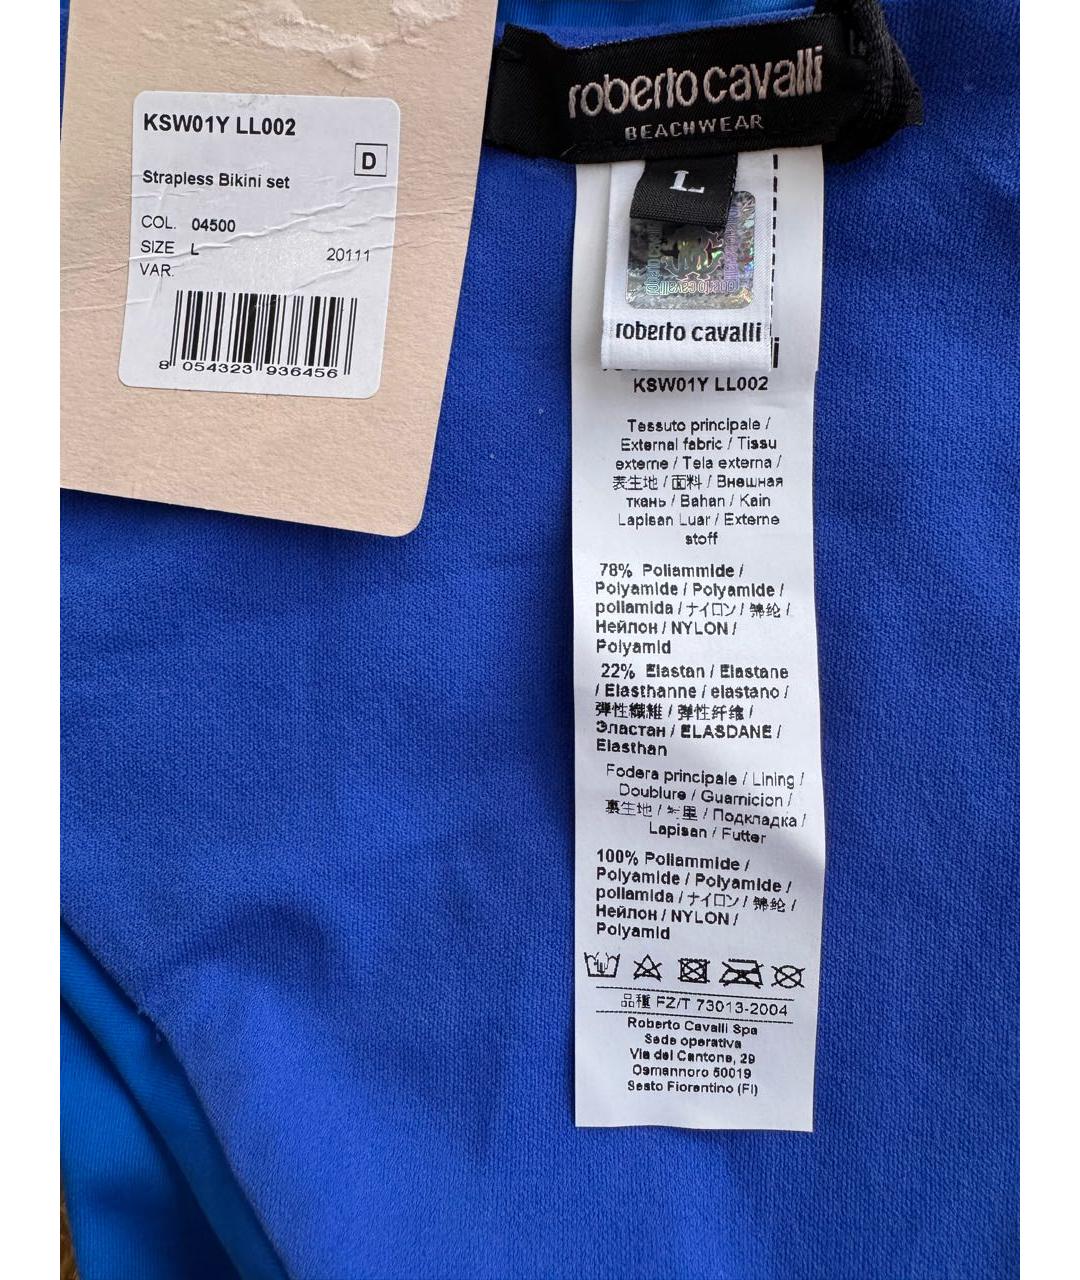 KSW01Y LL002
D
Strapless Bikini set
COL. 04500
SIZE L 20111
VAR.
8 054323 936456
roberto cavalli
BEACHWEAR
L
roberto cavalli
KSW01Y LL002
Tessuto principale /
External fabric / Tissu
externe / Tela externa /
表生地 / 面料 / Внешная
ткань / Bahan / Kain
Lapisan Luar / Externe
stoff
78% Poliammide /
Polyamide / Polyamide /
poliamida / ナイロン / 锦纶 /
Нейлон / NYLON /
Polyamid
22% Elastan / Elastane
/ Elasthanne / elastano /
弾性繊維 / 弹性纤维 /
Эластан / ELASDANE /
Elasthan
Fodera principale / Lining /
Doublure / Guarnicion /
裏生地 / / Подкладка /
Lapisan / Futter
100% Poliammide /
Polyamide / Polyamide /
poliamida / ナイロン / 锦纶 /
Нейлон / NYLON /
Polyamid
品種 FZ/T 73013-2004
Roberto Cavalli Spa
Sede operativa
Via del Cantone, 29
Osmannoro 50019
Sesto Fiorentino (FI)